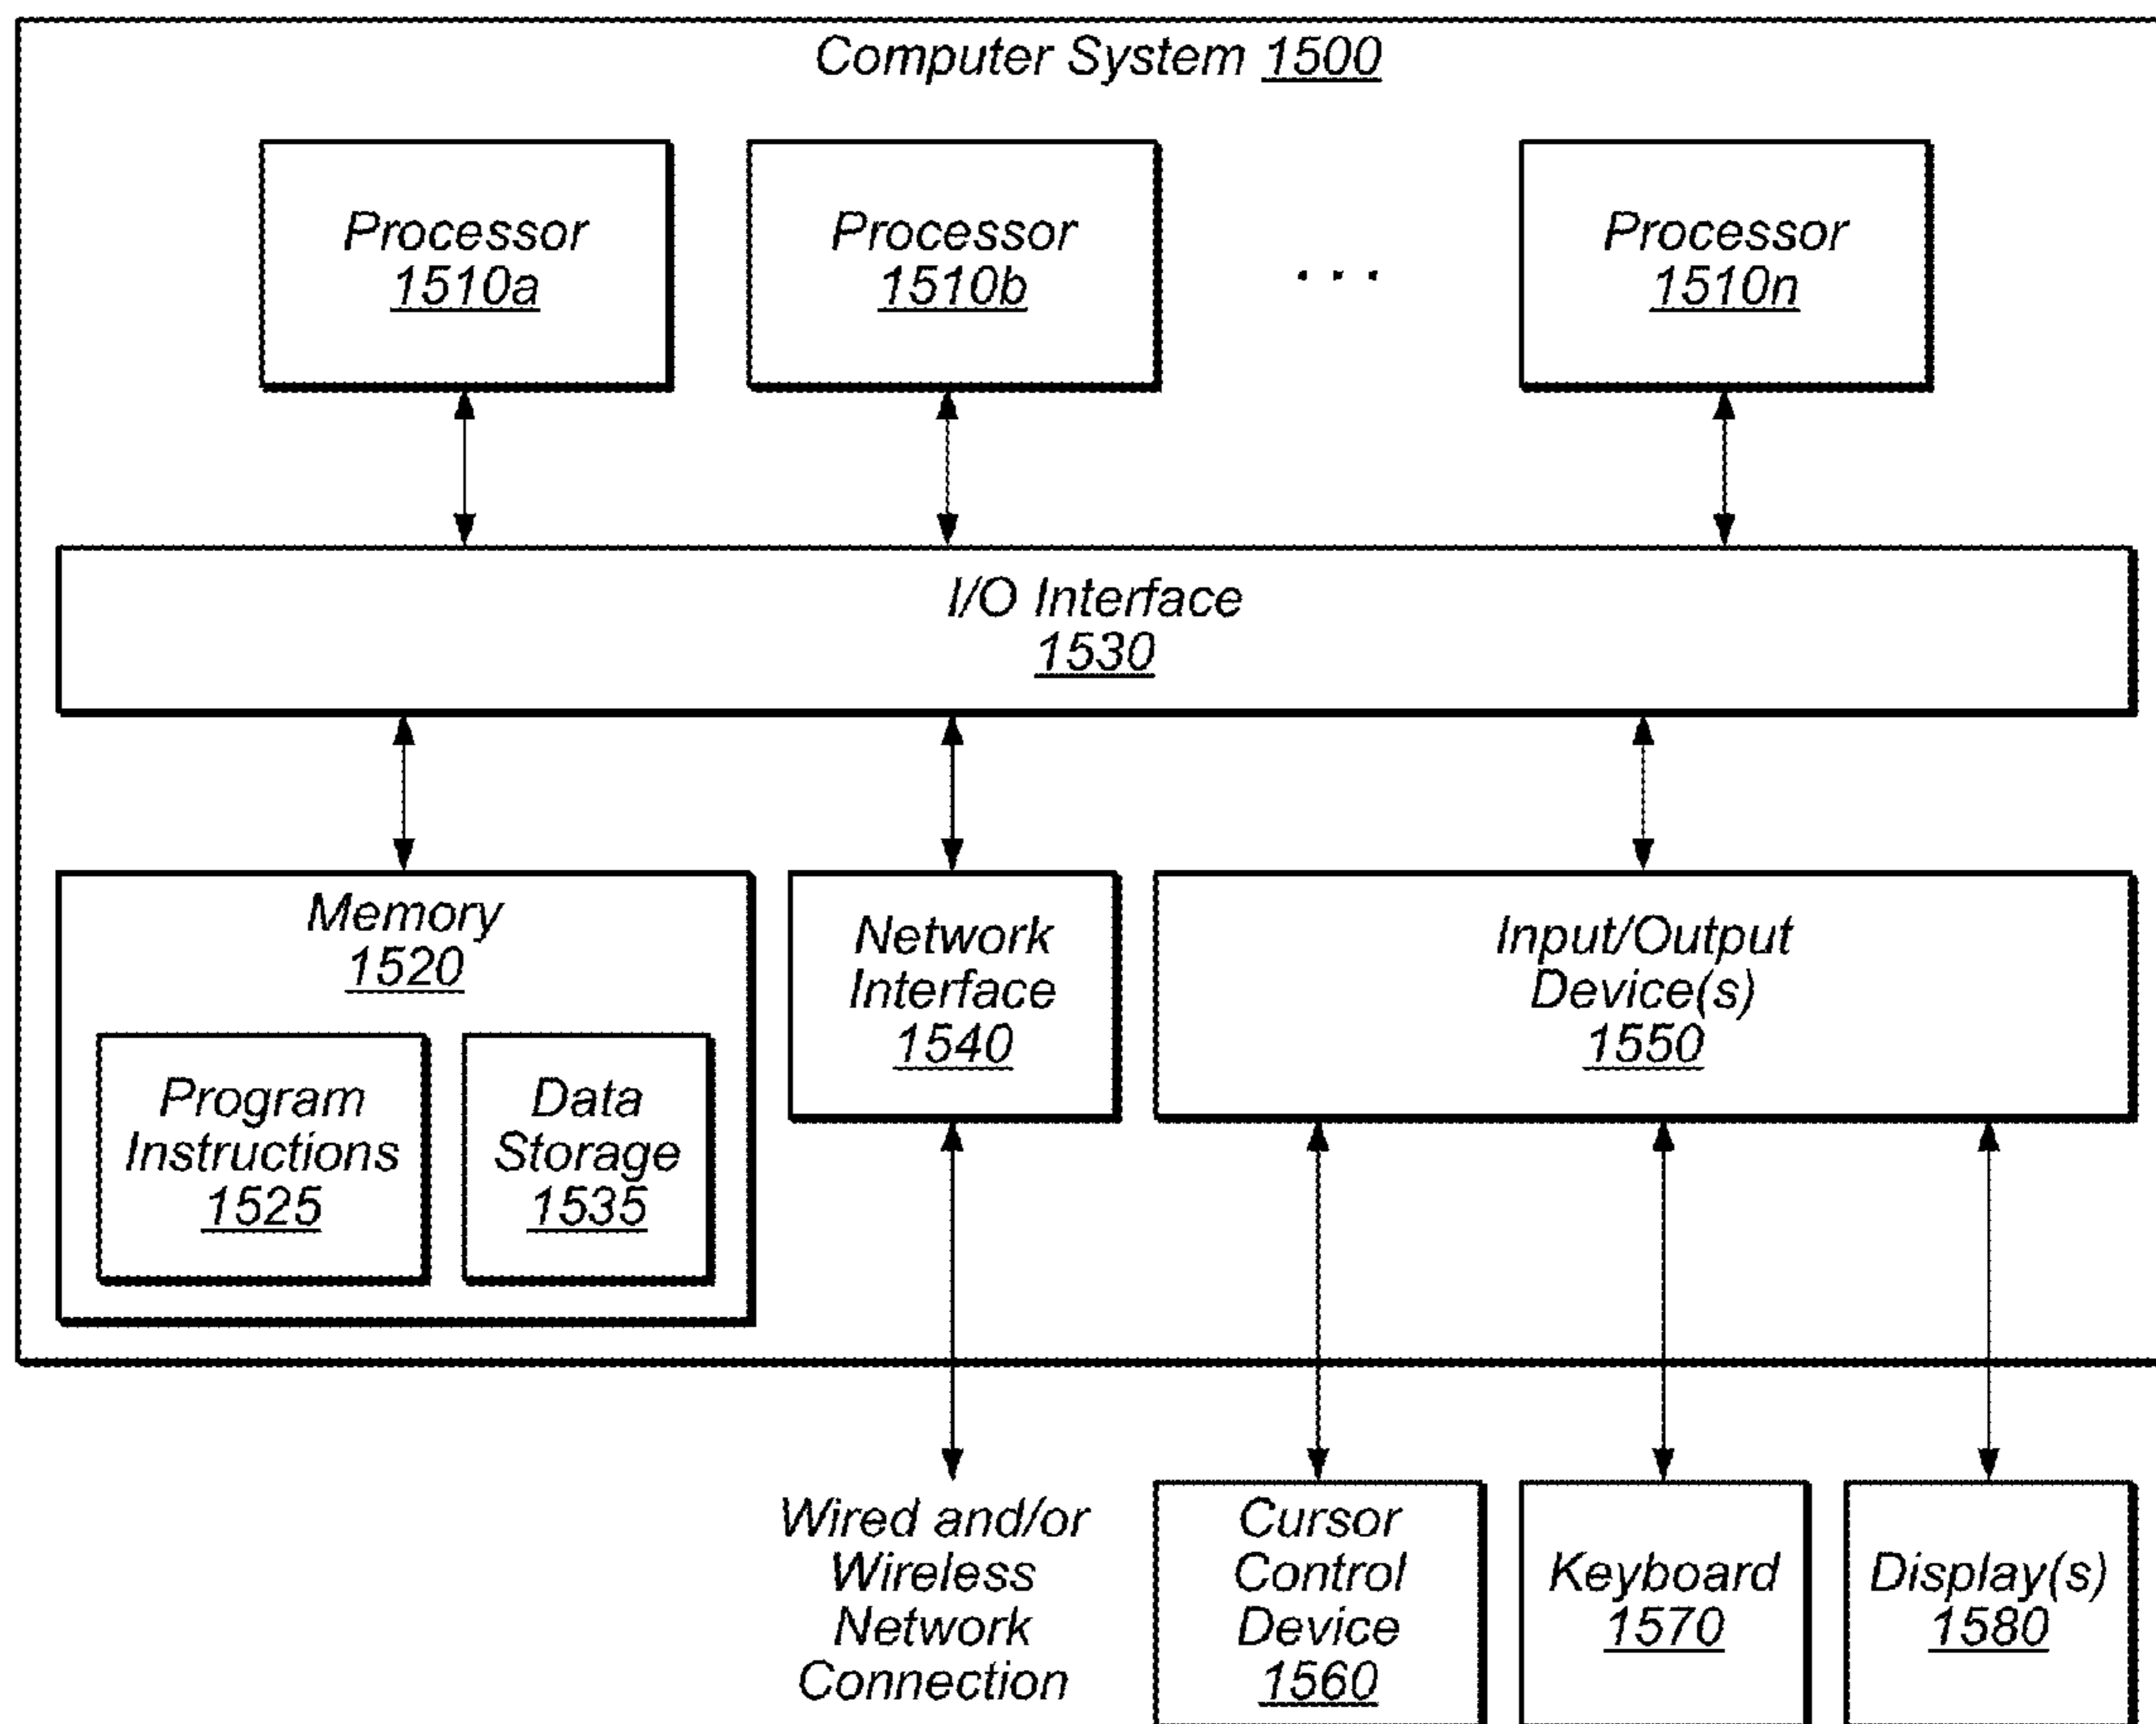 Computer System 1500
Processor
1510a
Processor
1510b
. . .
Processor
1510n
I/O Interface
1530
Memory
1520
Program
Instructions
1525
Data
Storage
1535
Network
Interface
1540
Input/Output
Device(s)
1550
Wired and/or
Wireless
Network
Connection
Cursor
Control
Device
1560
Keyboard
1570
Display(s)
1580